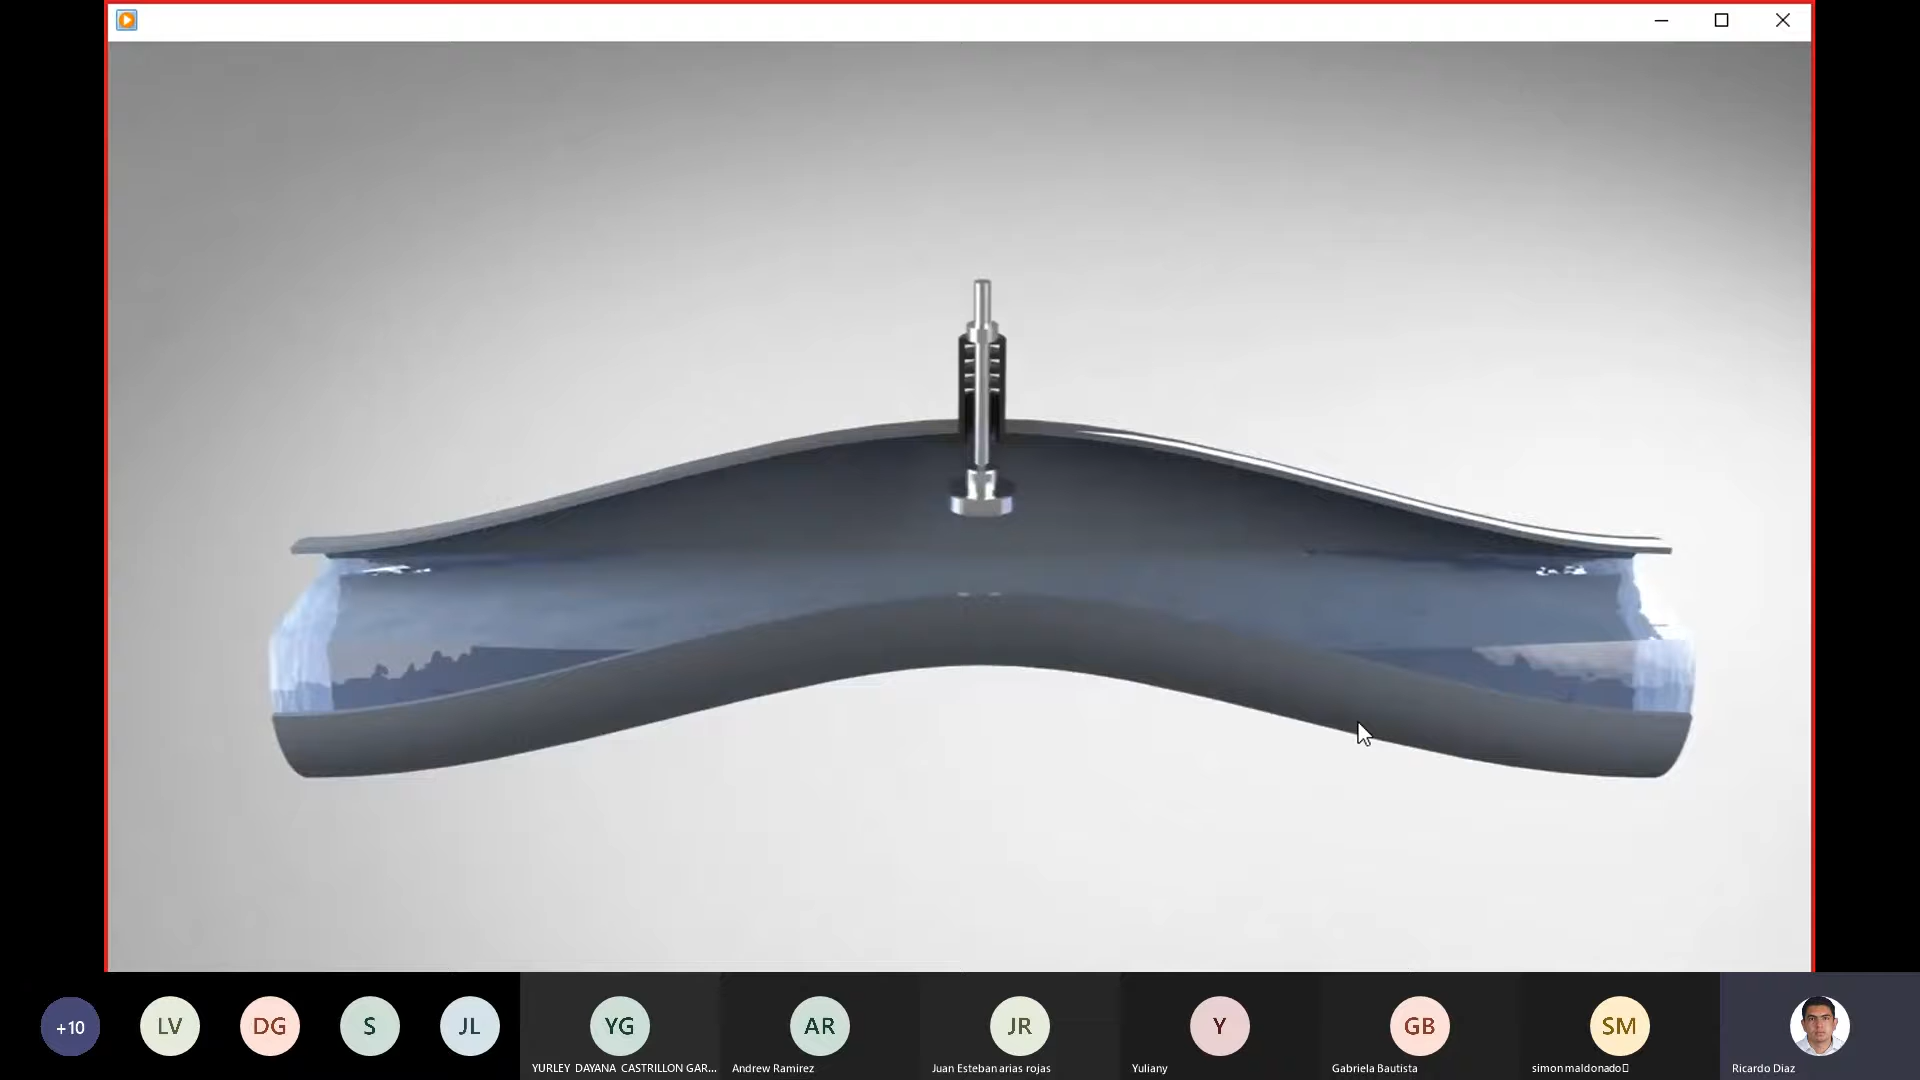 +10
LV
DG
S
JL
YG
AR
JR
Y
GB
SM
YURLEY DAYANA CASTRILLON GAR...
Andrew Ramirez
Juan Esteban arias rojas
Yuliany
Gabriela Bautista
simon maldonado
Ricardo Diaz